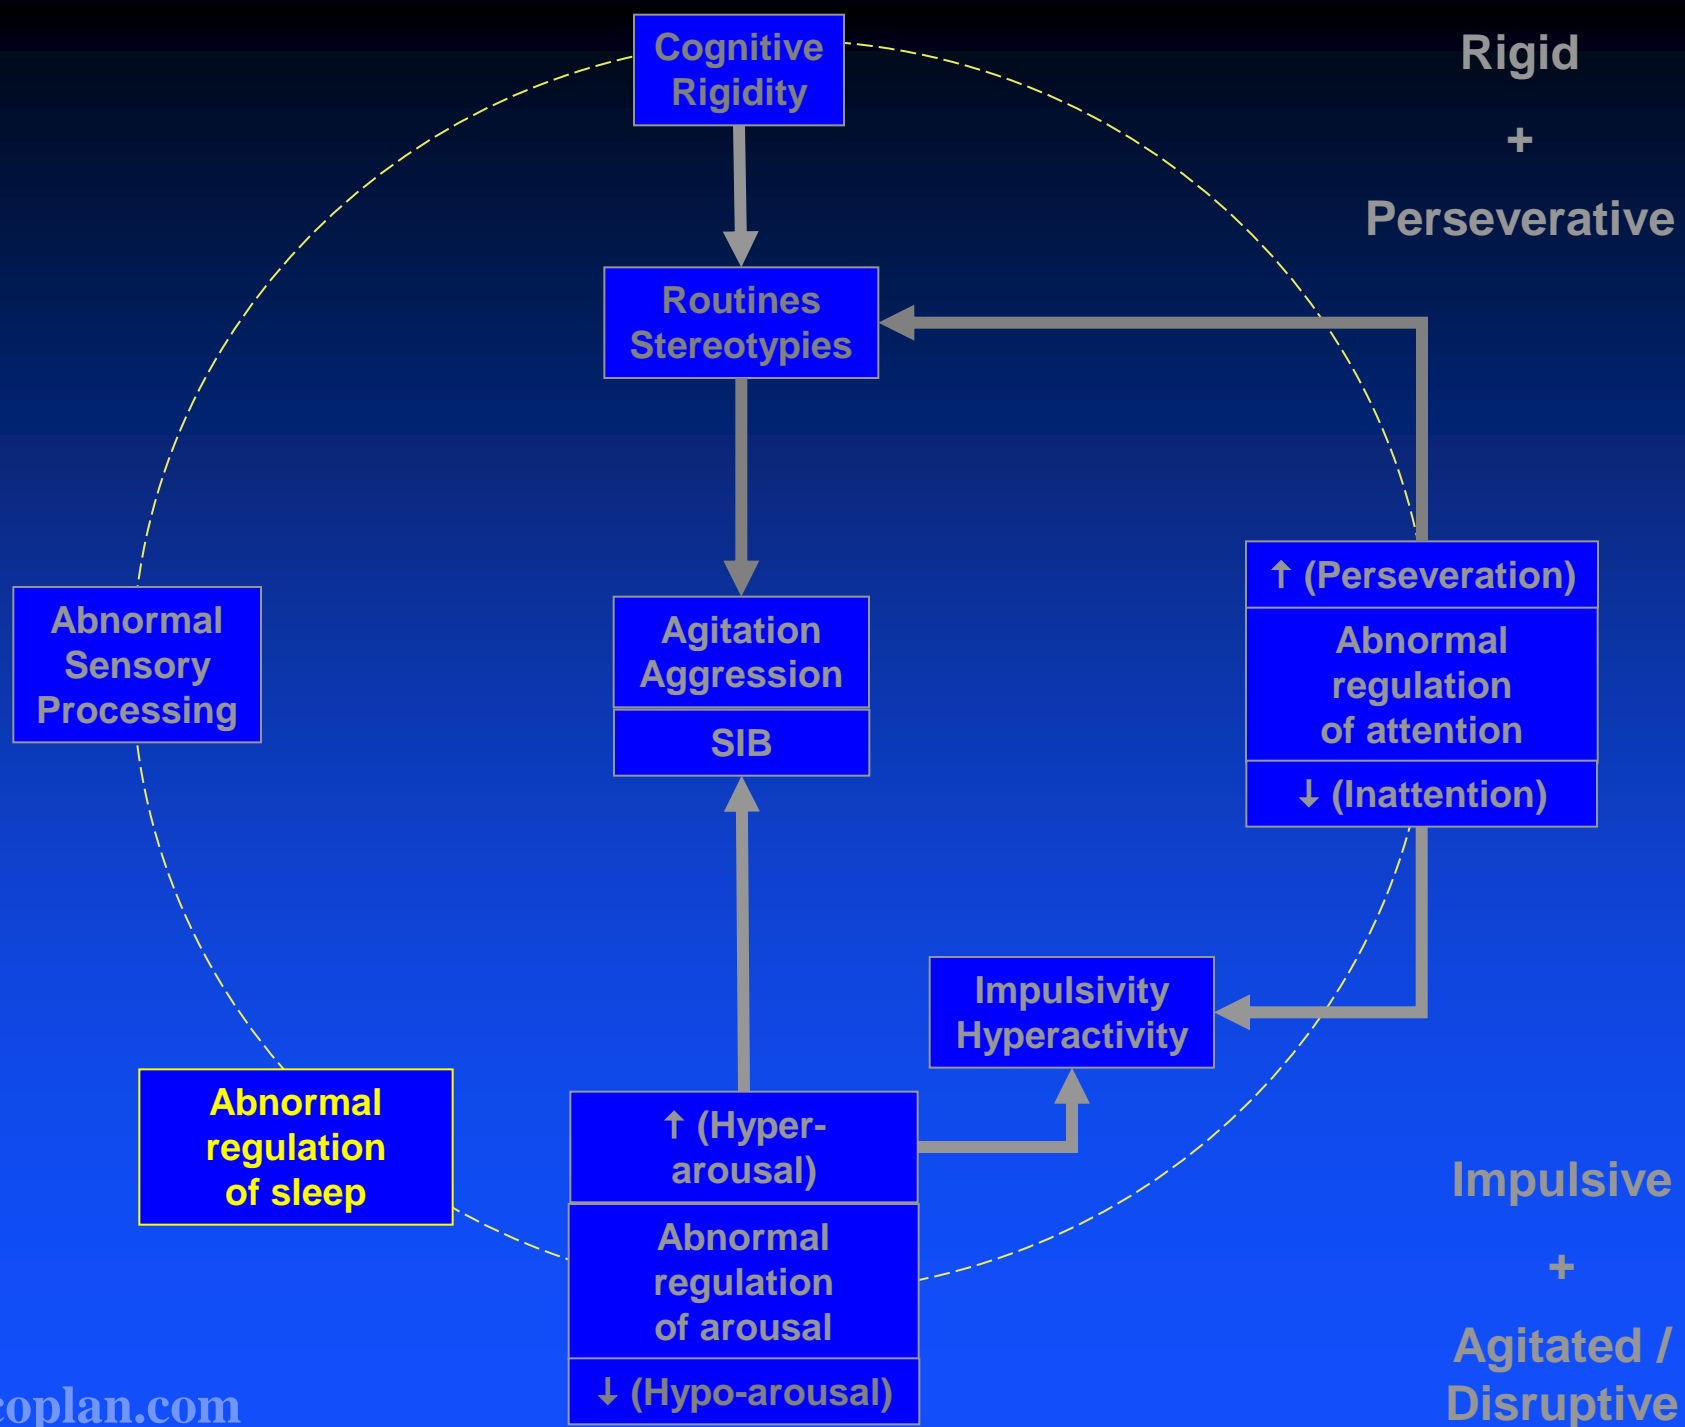 Cognitive
Rigidity
Rigid
+
Perseverative
Routines
Stereotypies
Abnormal
Sensory
Processing
Agitation
Aggression
SIB
↑ (Perseveration)
Abnormal
regulation
of attention
↓ (Inattention)
Impulsivity
Hyperactivity
Abnormal
regulation
of sleep
↑ (Hyper-
arousal)
Abnormal
regulation
of arousal
↓ (Hypo-arousal)
Impulsive
+
Agitated /
Disruptive
coplan.com